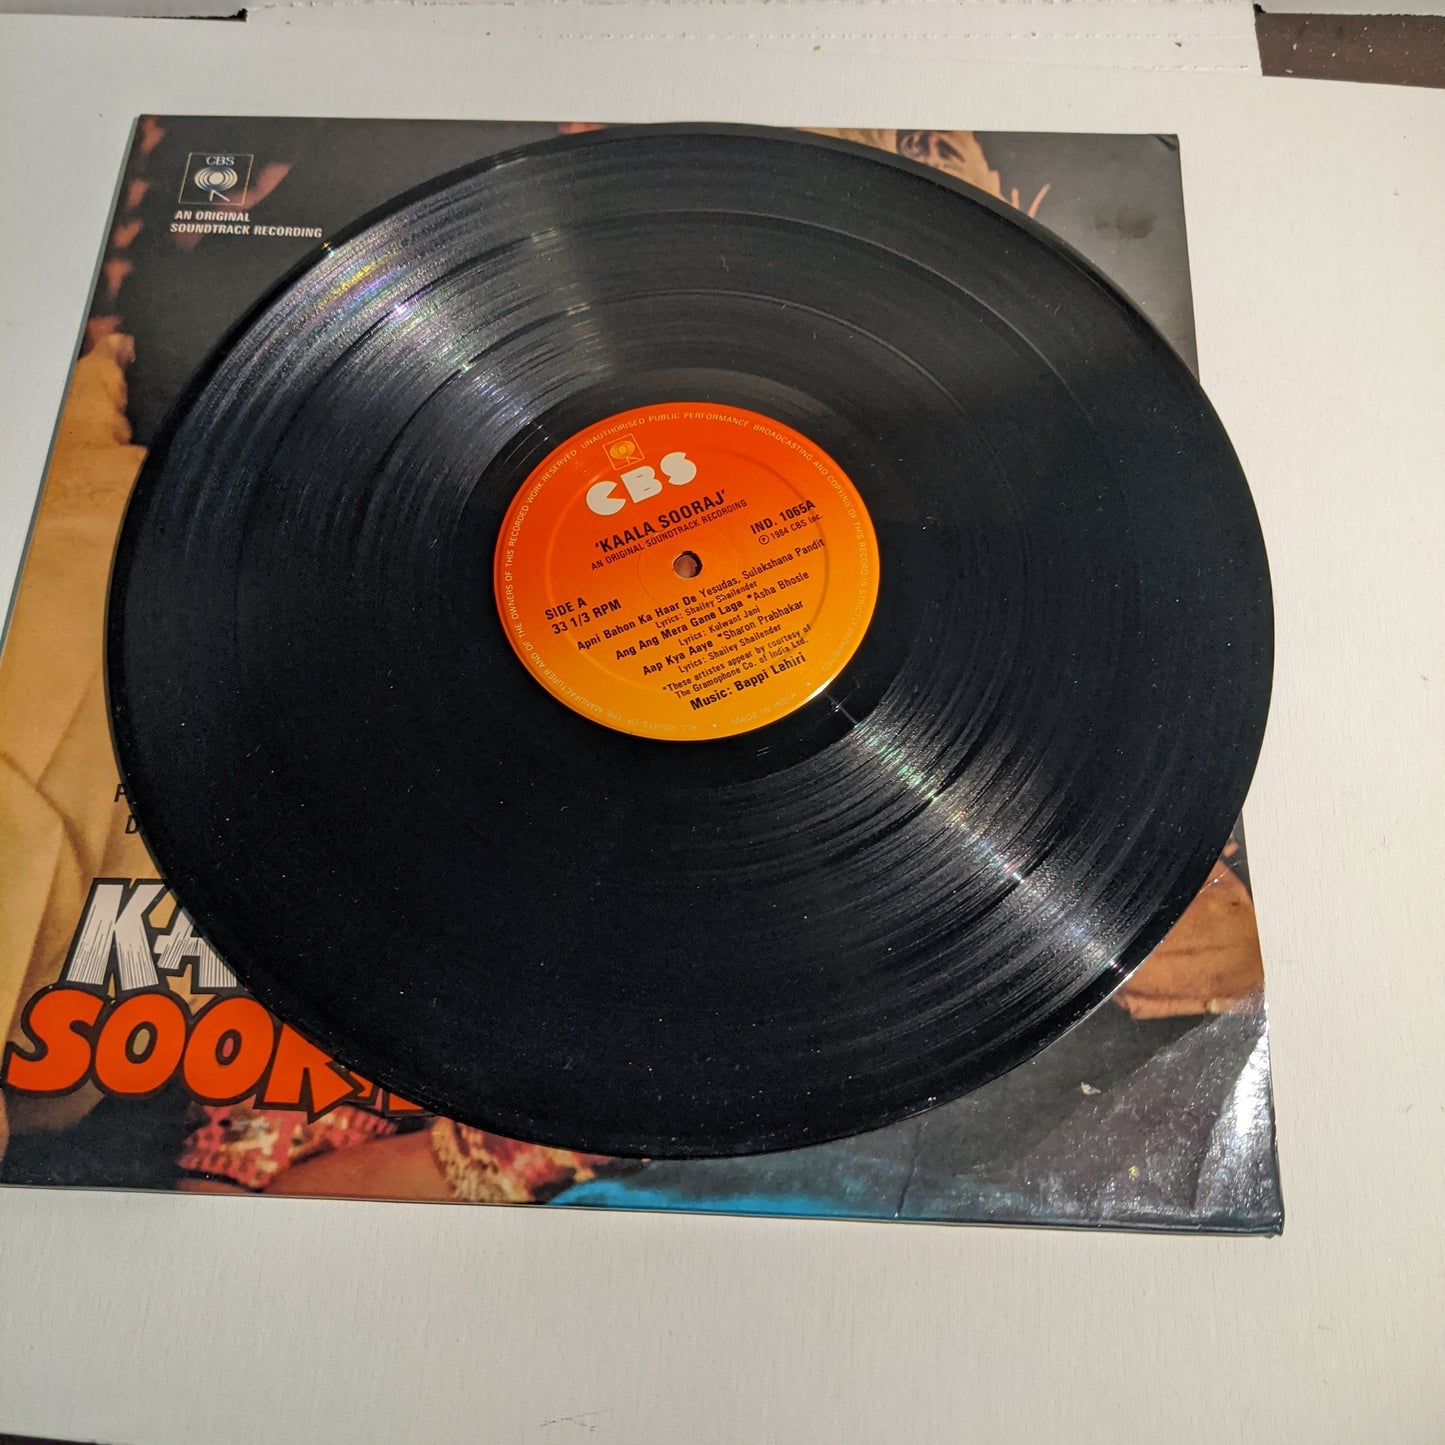 CBS
AN ORIGINAL
SOUNDTRACK RECORDING
UNAUTHORISED PUBLIC PERFORMANCE BROADCASTING AND COPYING OF THIS RECORD IS STRICTLY PROHIBITED • MADE IN INDIA • ALL RIGHTS OF THE MANUFACTURER AND OF THE OWNERS OF THIS RECORDED WORK RESERVED
CBS
'KAALA SOORAJ'
AN ORIGINAL SOUNDTRACK RECORDING
IND. 1065A
℗ 1984 CBS Inc.
SIDE A
33 1/3 RPM
Apni Bahon Ka Haar De Yesudas, Sulakshana Pandit
Lyrics: Shailey Shailender
Ang Ang Mera Gane Laga *Asha Bhosle
Lyrics: Kulwant Jani
Aap Kya Aaye *Sharon Prabhakar
Lyrics: Shailey Shailender
*These artistes appear by courtesy of
The Gramophone Co. of India Ltd.
Music: Bappi Lahiri
KA
SOOR